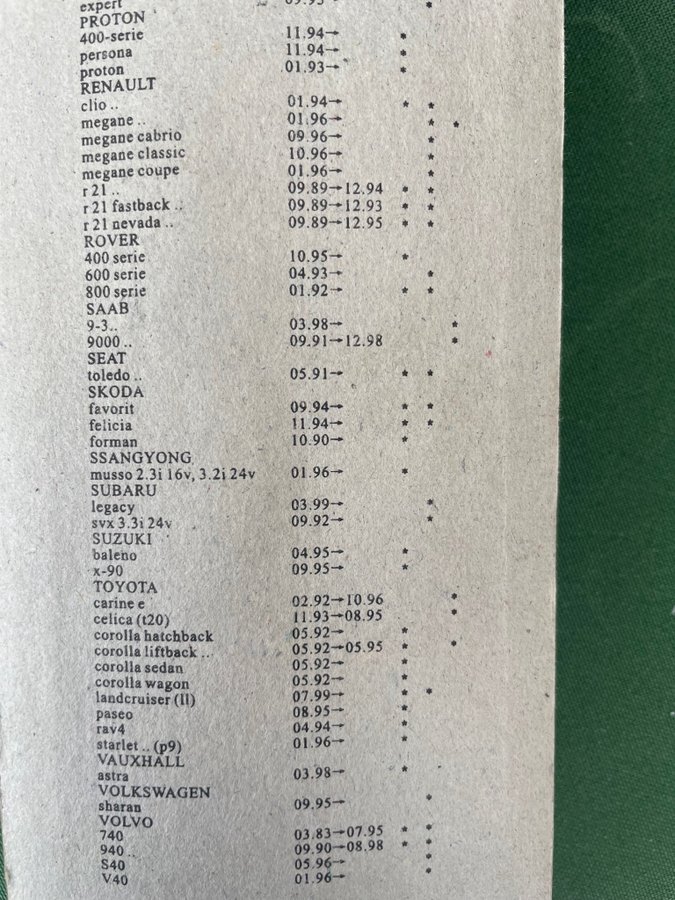 expert 09.95→ *
PROTON
400-serie 11.94→ *
persona 11.94→ *
proton 01.93→ *
RENAULT
clio .. 01.94→ * *
megane .. 01.96→ * *
megane cabrio 09.96→ *
megane classic 10.96→ *
megane coupe 01.96→ *
r 21 .. 09.89→12.94 * *
r 21 fastback .. 09.89→12.93 * *
r 21 nevada .. 09.89→12.95 * *
ROVER
400 serie 10.95→ *
600 serie 04.93→ *
800 serie 01.92→ * *
SAAB
9-3.. 03.98→ *
9000 .. 09.91→12.98 *
SEAT
toledo .. 05.91→ * *
SKODA
favorit 09.94→ * *
felicia 11.94→ * *
forman 10.90→ *
SSANGYONG
musso 2.3i 16v, 3.2i 24v 01.96→ *
SUBARU
legacy 03.99→ *
svx 3.3i 24v 09.92→ *
SUZUKI
baleno 04.95→ *
x-90 09.95→ *
TOYOTA
carine e 02.92→10.96 *
celica (t20) 11.93→08.95 *
corolla hatchback 05.92→ *
corolla liftback .. 05.92→05.95 * *
corolla sedan 05.92→ *
corolla wagon 05.92→ *
landcruiser (II) 07.99→ * *
paseo 08.95→ *
rav4 04.94→ *
starlet .. (p9) 01.96→ *
VAUXHALL
astra 03.98→ *
VOLKSWAGEN
sharan 09.95→ *
VOLVO
740 03.83→07.95 * *
940 .. 09.90→08.98 * *
S40 05.96→ *
V40 01.96→ *